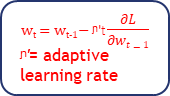 wₜ = wₜ₋₁ − 𝔶'ₜ ∂L/∂wₜ₋₁
𝔶'= adaptive
learning rate